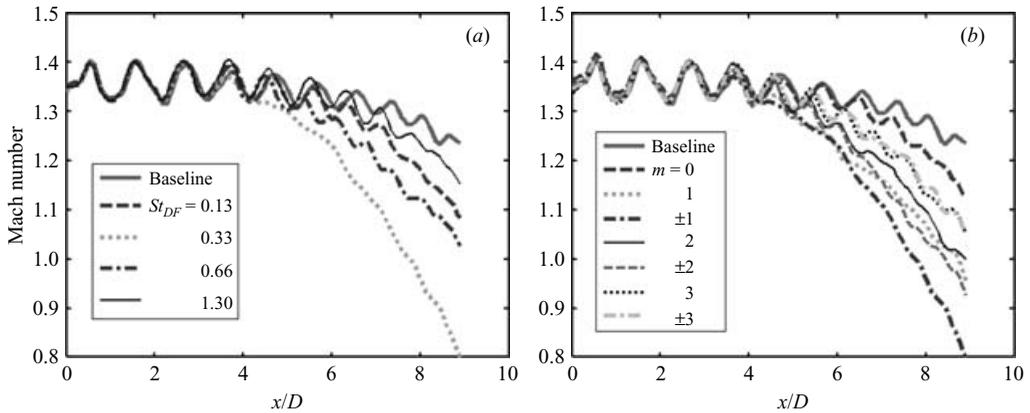 1.5
(a)
1.4
1.3
Mach number
1.2
1.1
1.0
0.9
0.8
Baseline
St_DF = 0.13
0.33
0.66
1.30
0 2 4 6 8 10
x/D
1.5
(b)
1.4
1.3
1.2
1.1
1.0
0.9
0.8
Baseline
m = 0
1
±1
2
±2
3
±3
0 2 4 6 8 10
x/D